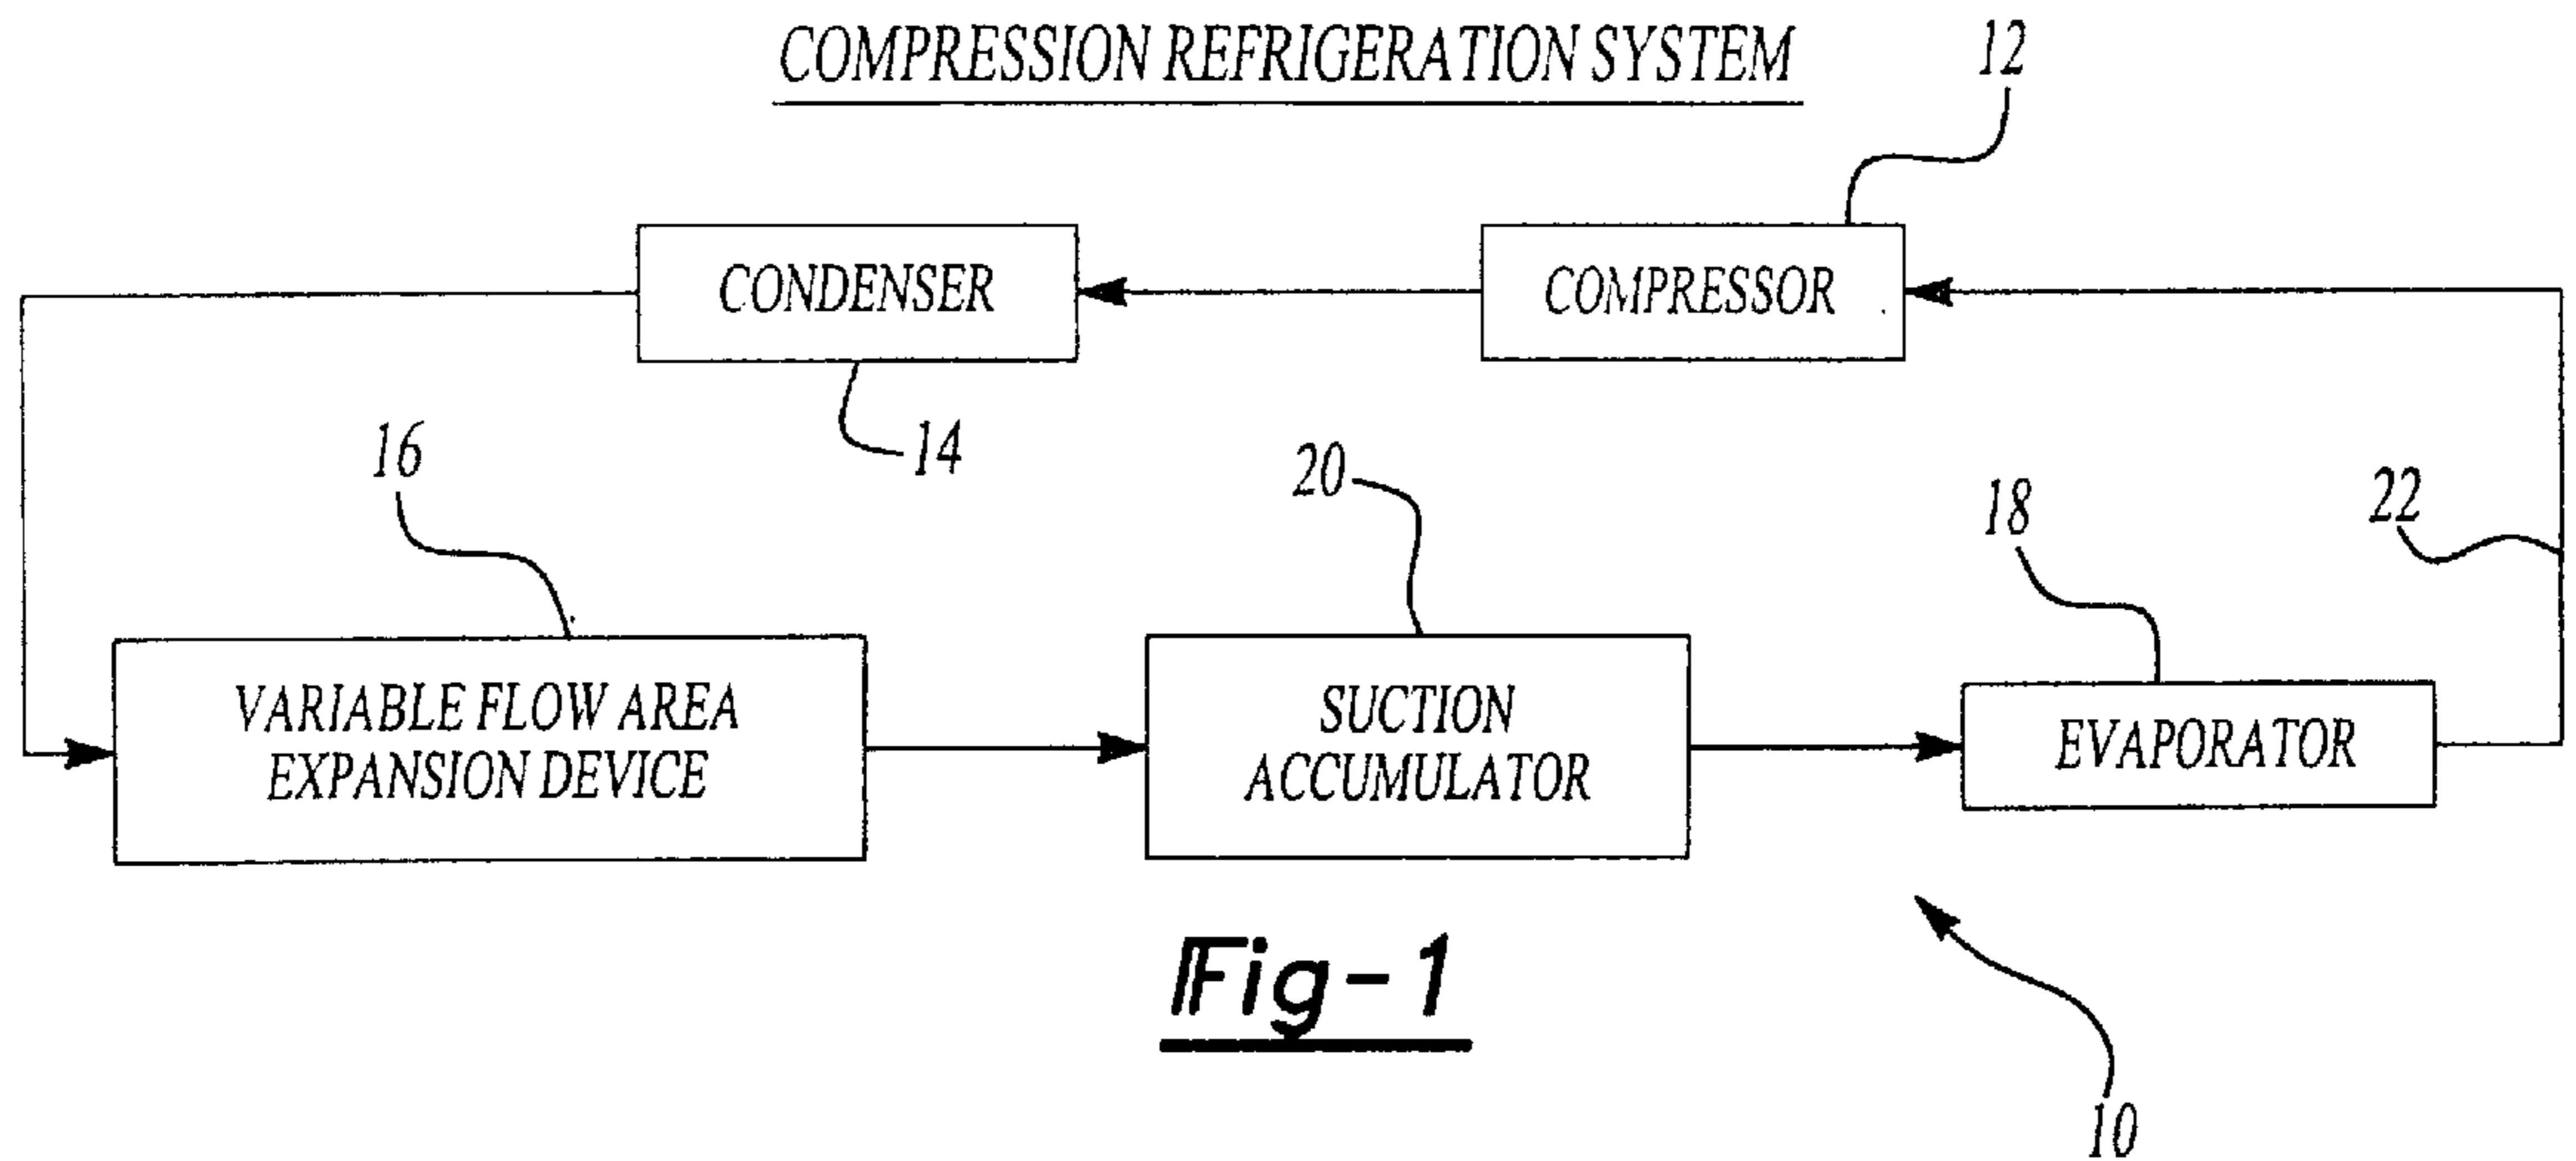 COMPRESSION REFRIGERATION SYSTEM
12
CONDENSER
COMPRESSOR
16
14
20
18
22
VARIABLE FLOW AREA
EXPANSION DEVICE
SUCTION
ACCUMULATOR
EVAPORATOR
Fig-1
10